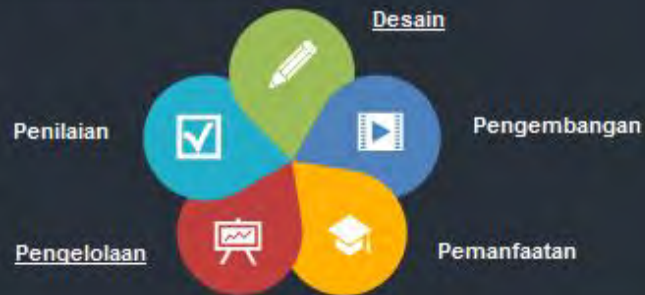 Desain
Pengembangan
Pemanfaatan
Pengelolaan
Penilaian